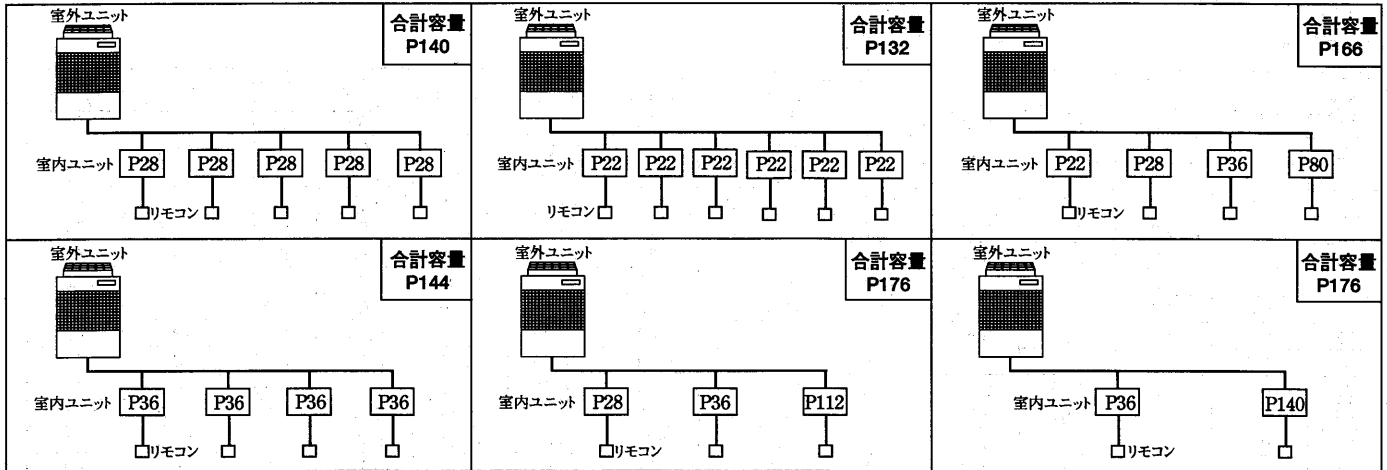 室外ユニット
合計容量
P140
室内ユニット P28 P28 P28 P28 P28
リモコン
室外ユニット
合計容量
P132
室内ユニット P22 P22 P22 P22 P22 P22
リモコン
室外ユニット
合計容量
P166
室内ユニット P22 P28 P36 P80
リモコン
室外ユニット
合計容量
P144
室内ユニット P36 P36 P36 P36
リモコン
室外ユニット
合計容量
P176
室内ユニット P28 P36 P112
リモコン
室外ユニット
合計容量
P176
室内ユニット P36 P140
リモコン